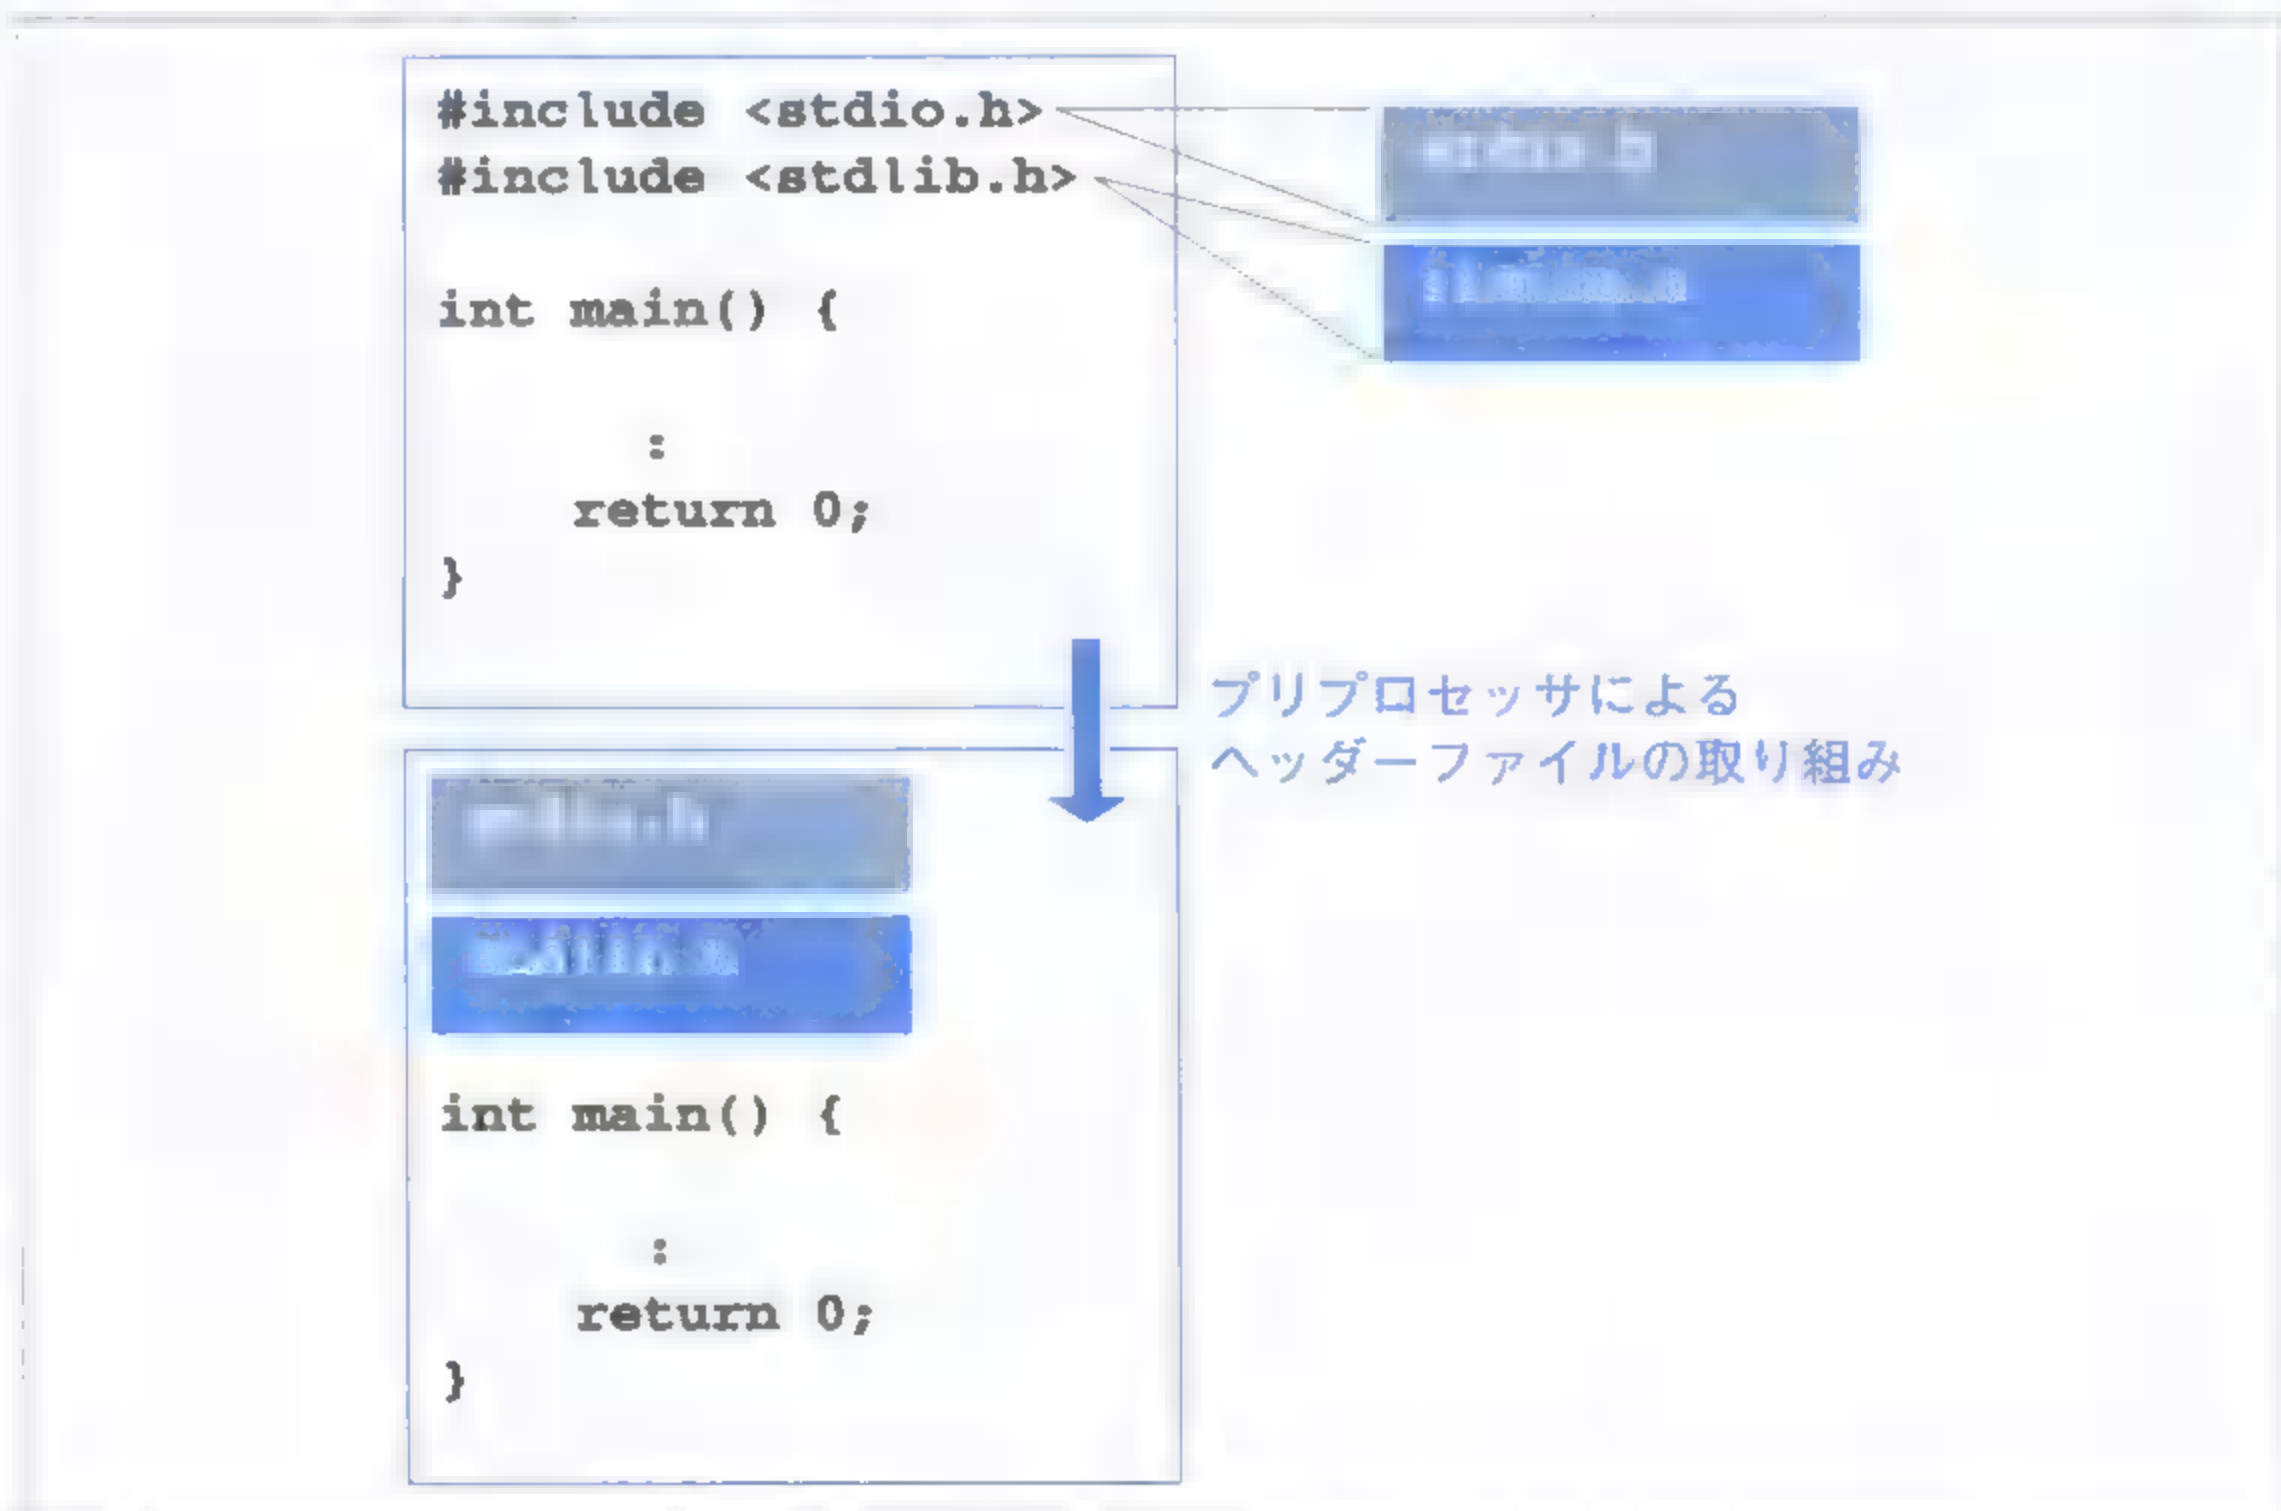 #include <stdio.h>
#include <stdlib.h>
int main() {
:
return 0;
}
プリプロセッサによる
ヘッダーファイルの取り組み
int main() {
:
return 0;
}